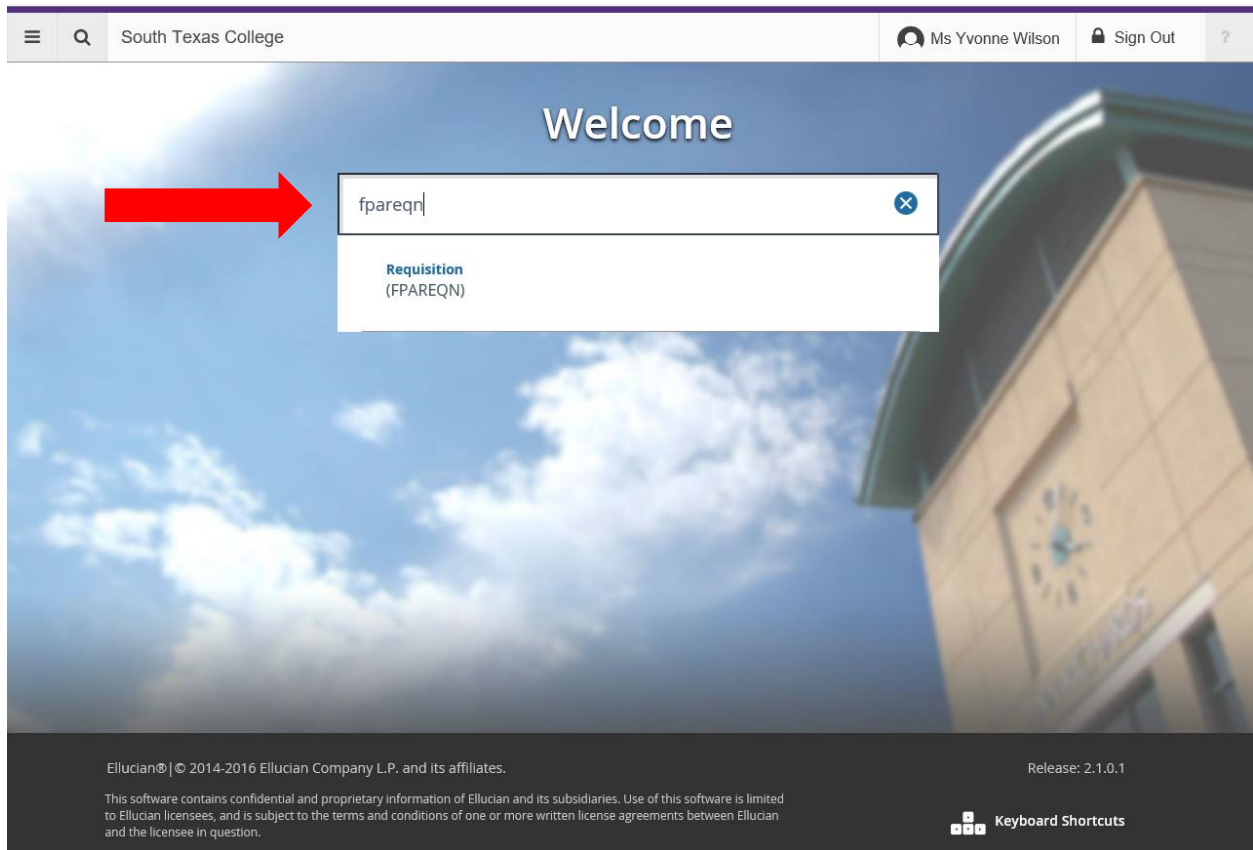 South Texas College
Ms Yvonne Wilson
Sign Out
?
Welcome
fpareqn
Requisition
(FPAREQN)
Ellucian®|© 2014-2016 Ellucian Company L.P. and its affiliates.
Release: 2.1.0.1
This software contains confidential and proprietary information of Ellucian and its subsidiaries. Use of this software is limited
to Ellucian licensees, and is subject to the terms and conditions of one or more written license agreements between Ellucian
and the licensee in question.
Keyboard Shortcuts